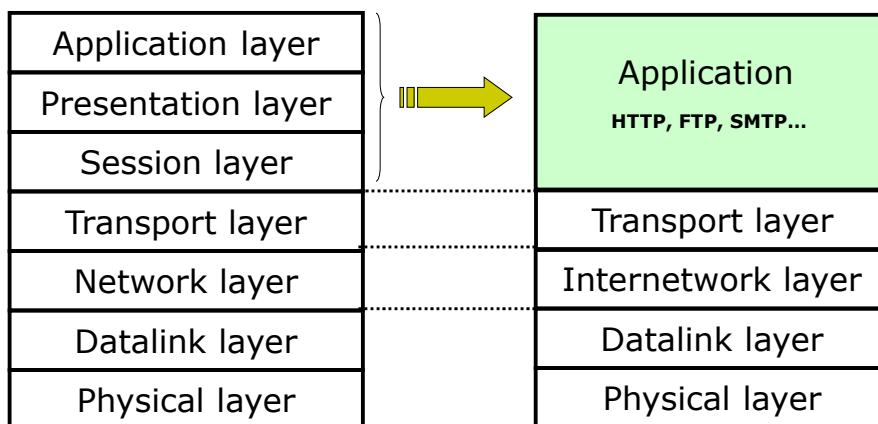 Application layer
Presentation layer
Session layer
Transport layer
Network layer
Datalink layer
Physical layer
Application
HTTP, FTP, SMTP...
Transport layer
Internetwork layer
Datalink layer
Physical layer